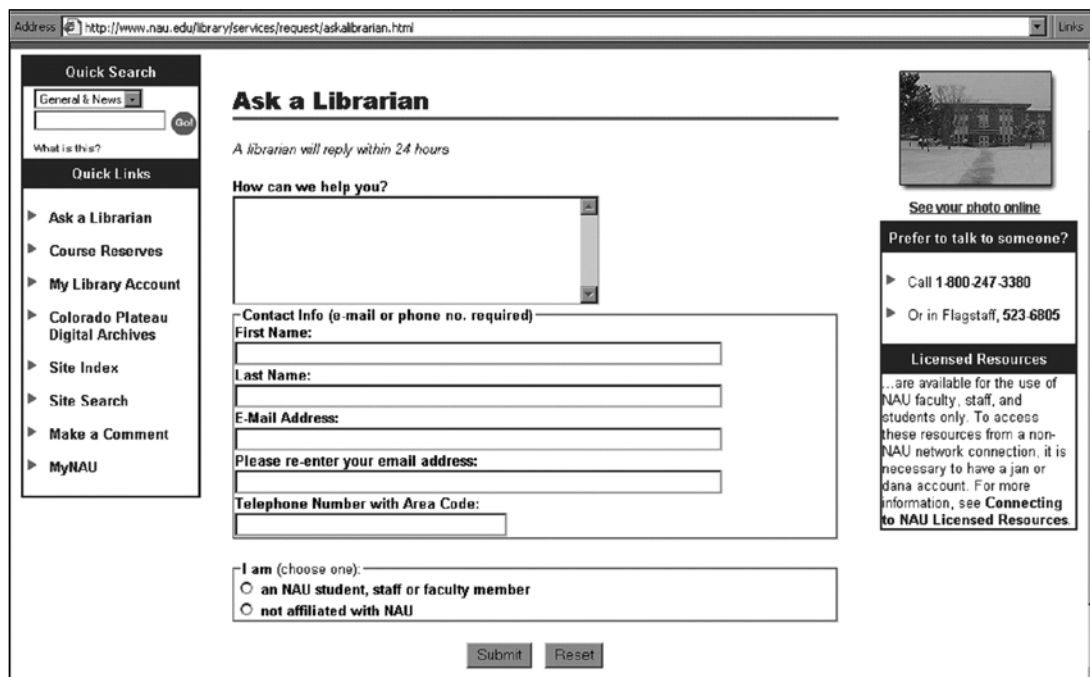 Address http://www.nau.edu/library/services/request/askalibrarian.html Links
Quick Search
General & News
Go!
What is this?
Quick Links
Ask a Librarian
Course Reserves
My Library Account
Colorado Plateau
Digital Archives
Site Index
Site Search
Make a Comment
MyNAU
Ask a Librarian
A librarian will reply within 24 hours
How can we help you?
Contact Info (e-mail or phone no. required)
First Name:
Last Name:
E-Mail Address:
Please re-enter your email address:
Telephone Number with Area Code:
I am (choose one):
an NAU student, staff or faculty member
not affiliated with NAU
Submit Reset
See your photo online
Prefer to talk to someone?
Call 1-800-247-3380
Or in Flagstaff, 523-6805
Licensed Resources
...are available for the use of
NAU faculty, staff, and
students only. To access
these resources from a non-
NAU network connection, it is
necessary to have a jan or
dana account. For more
information, see Connecting
to NAU Licensed Resources.